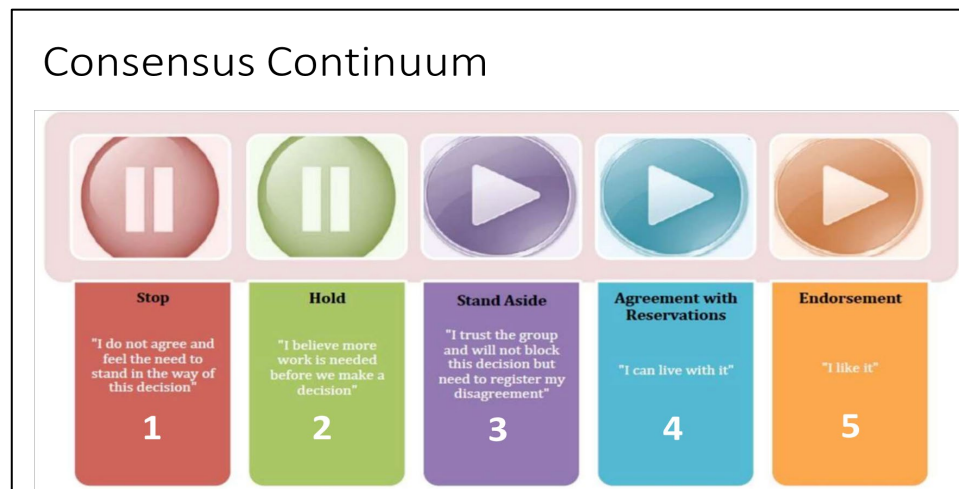 Consensus Continuum
Stop
"I do not agree and
feel the need to
stand in the way of
this decision"
1
Hold
"I believe more
work is needed
before we make a
decision"
2
Stand Aside
"I trust the group
and will not block
this decision but
need to register my
disagreement"
3
Agreement with
Reservations
"I can live with it"
4
Endorsement
"I like it"
5